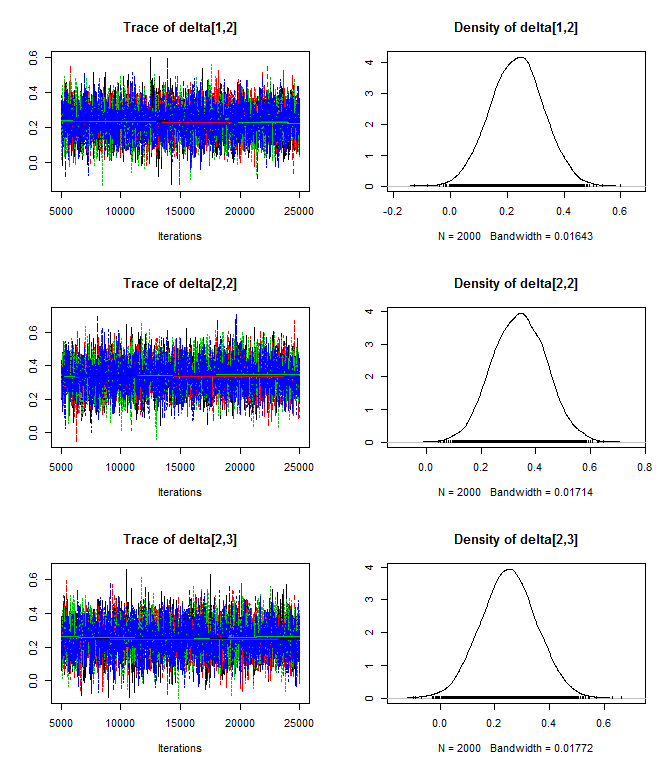 Trace of delta[1,2]
0.0 0.2 0.4 0.6
5000 10000 15000 20000 25000
Iterations
Density of delta[1,2]
0 1 2 3 4
-0.2 0.0 0.2 0.4 0.6
N = 2000 Bandwidth = 0.01643
Trace of delta[2,2]
0.0 0.2 0.4 0.6
5000 10000 15000 20000 25000
Iterations
Density of delta[2,2]
0 1 2 3 4
0.0 0.2 0.4 0.6 0.8
N = 2000 Bandwidth = 0.01714
Trace of delta[2,3]
0.0 0.2 0.4 0.6
5000 10000 15000 20000 25000
Iterations
Density of delta[2,3]
0 1 2 3 4
0.0 0.2 0.4 0.6
N = 2000 Bandwidth = 0.01772